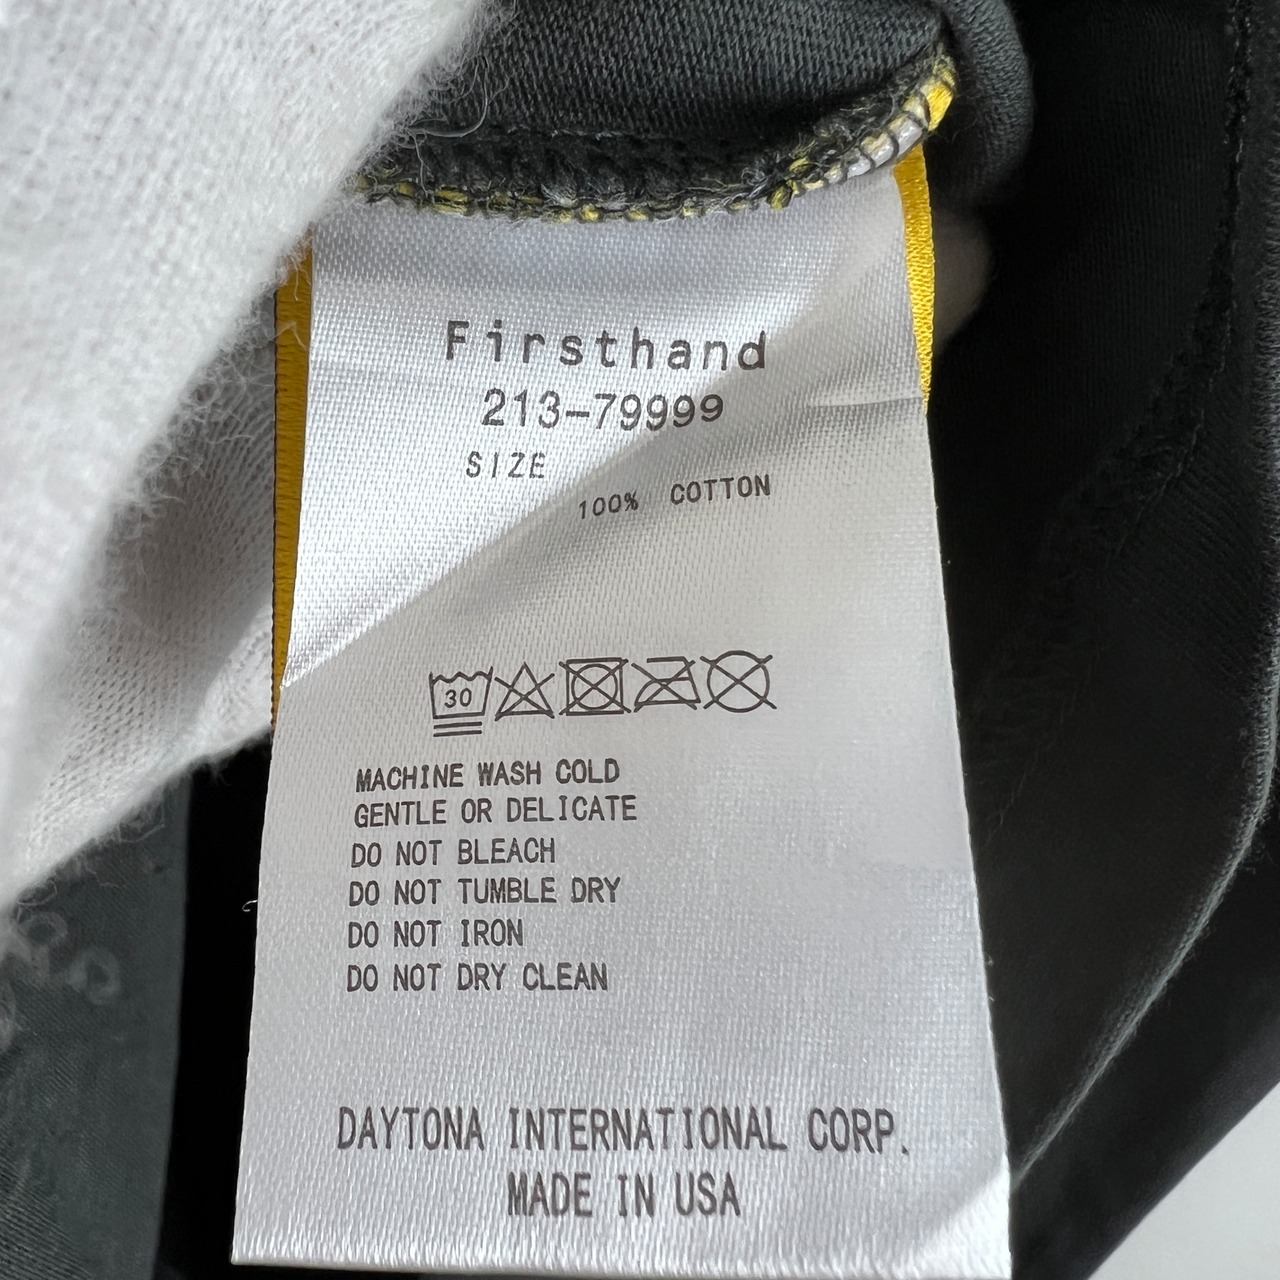 Firsthand
213-79999
SIZE
100% COTTON
30
MACHINE WASH COLD
GENTLE OR DELICATE
DO NOT BLEACH
DO NOT TUMBLE DRY
DO NOT IRON
DO NOT DRY CLEAN
DAYTONA INTERNATIONAL CORP.
MADE IN USA